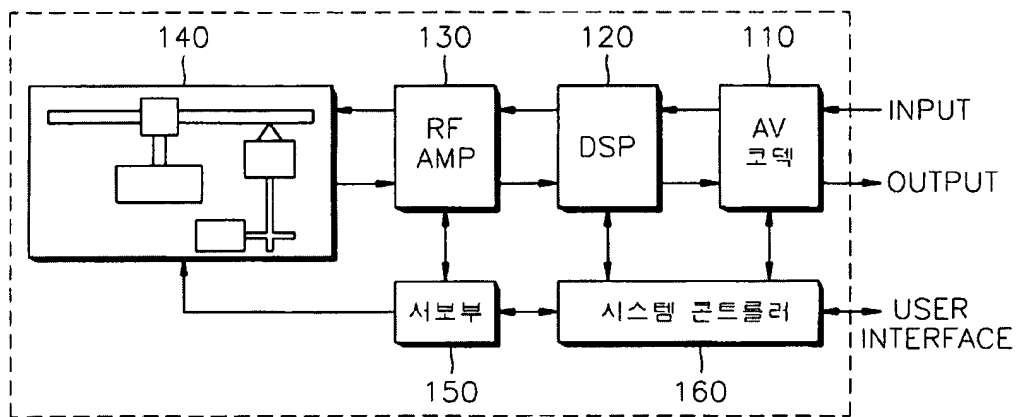 140
130
120
110
RF
AMP
DSP
AV
코덱
INPUT
OUTPUT
서보부
시스템 콘트롤러
USER
INTERFACE
150
160